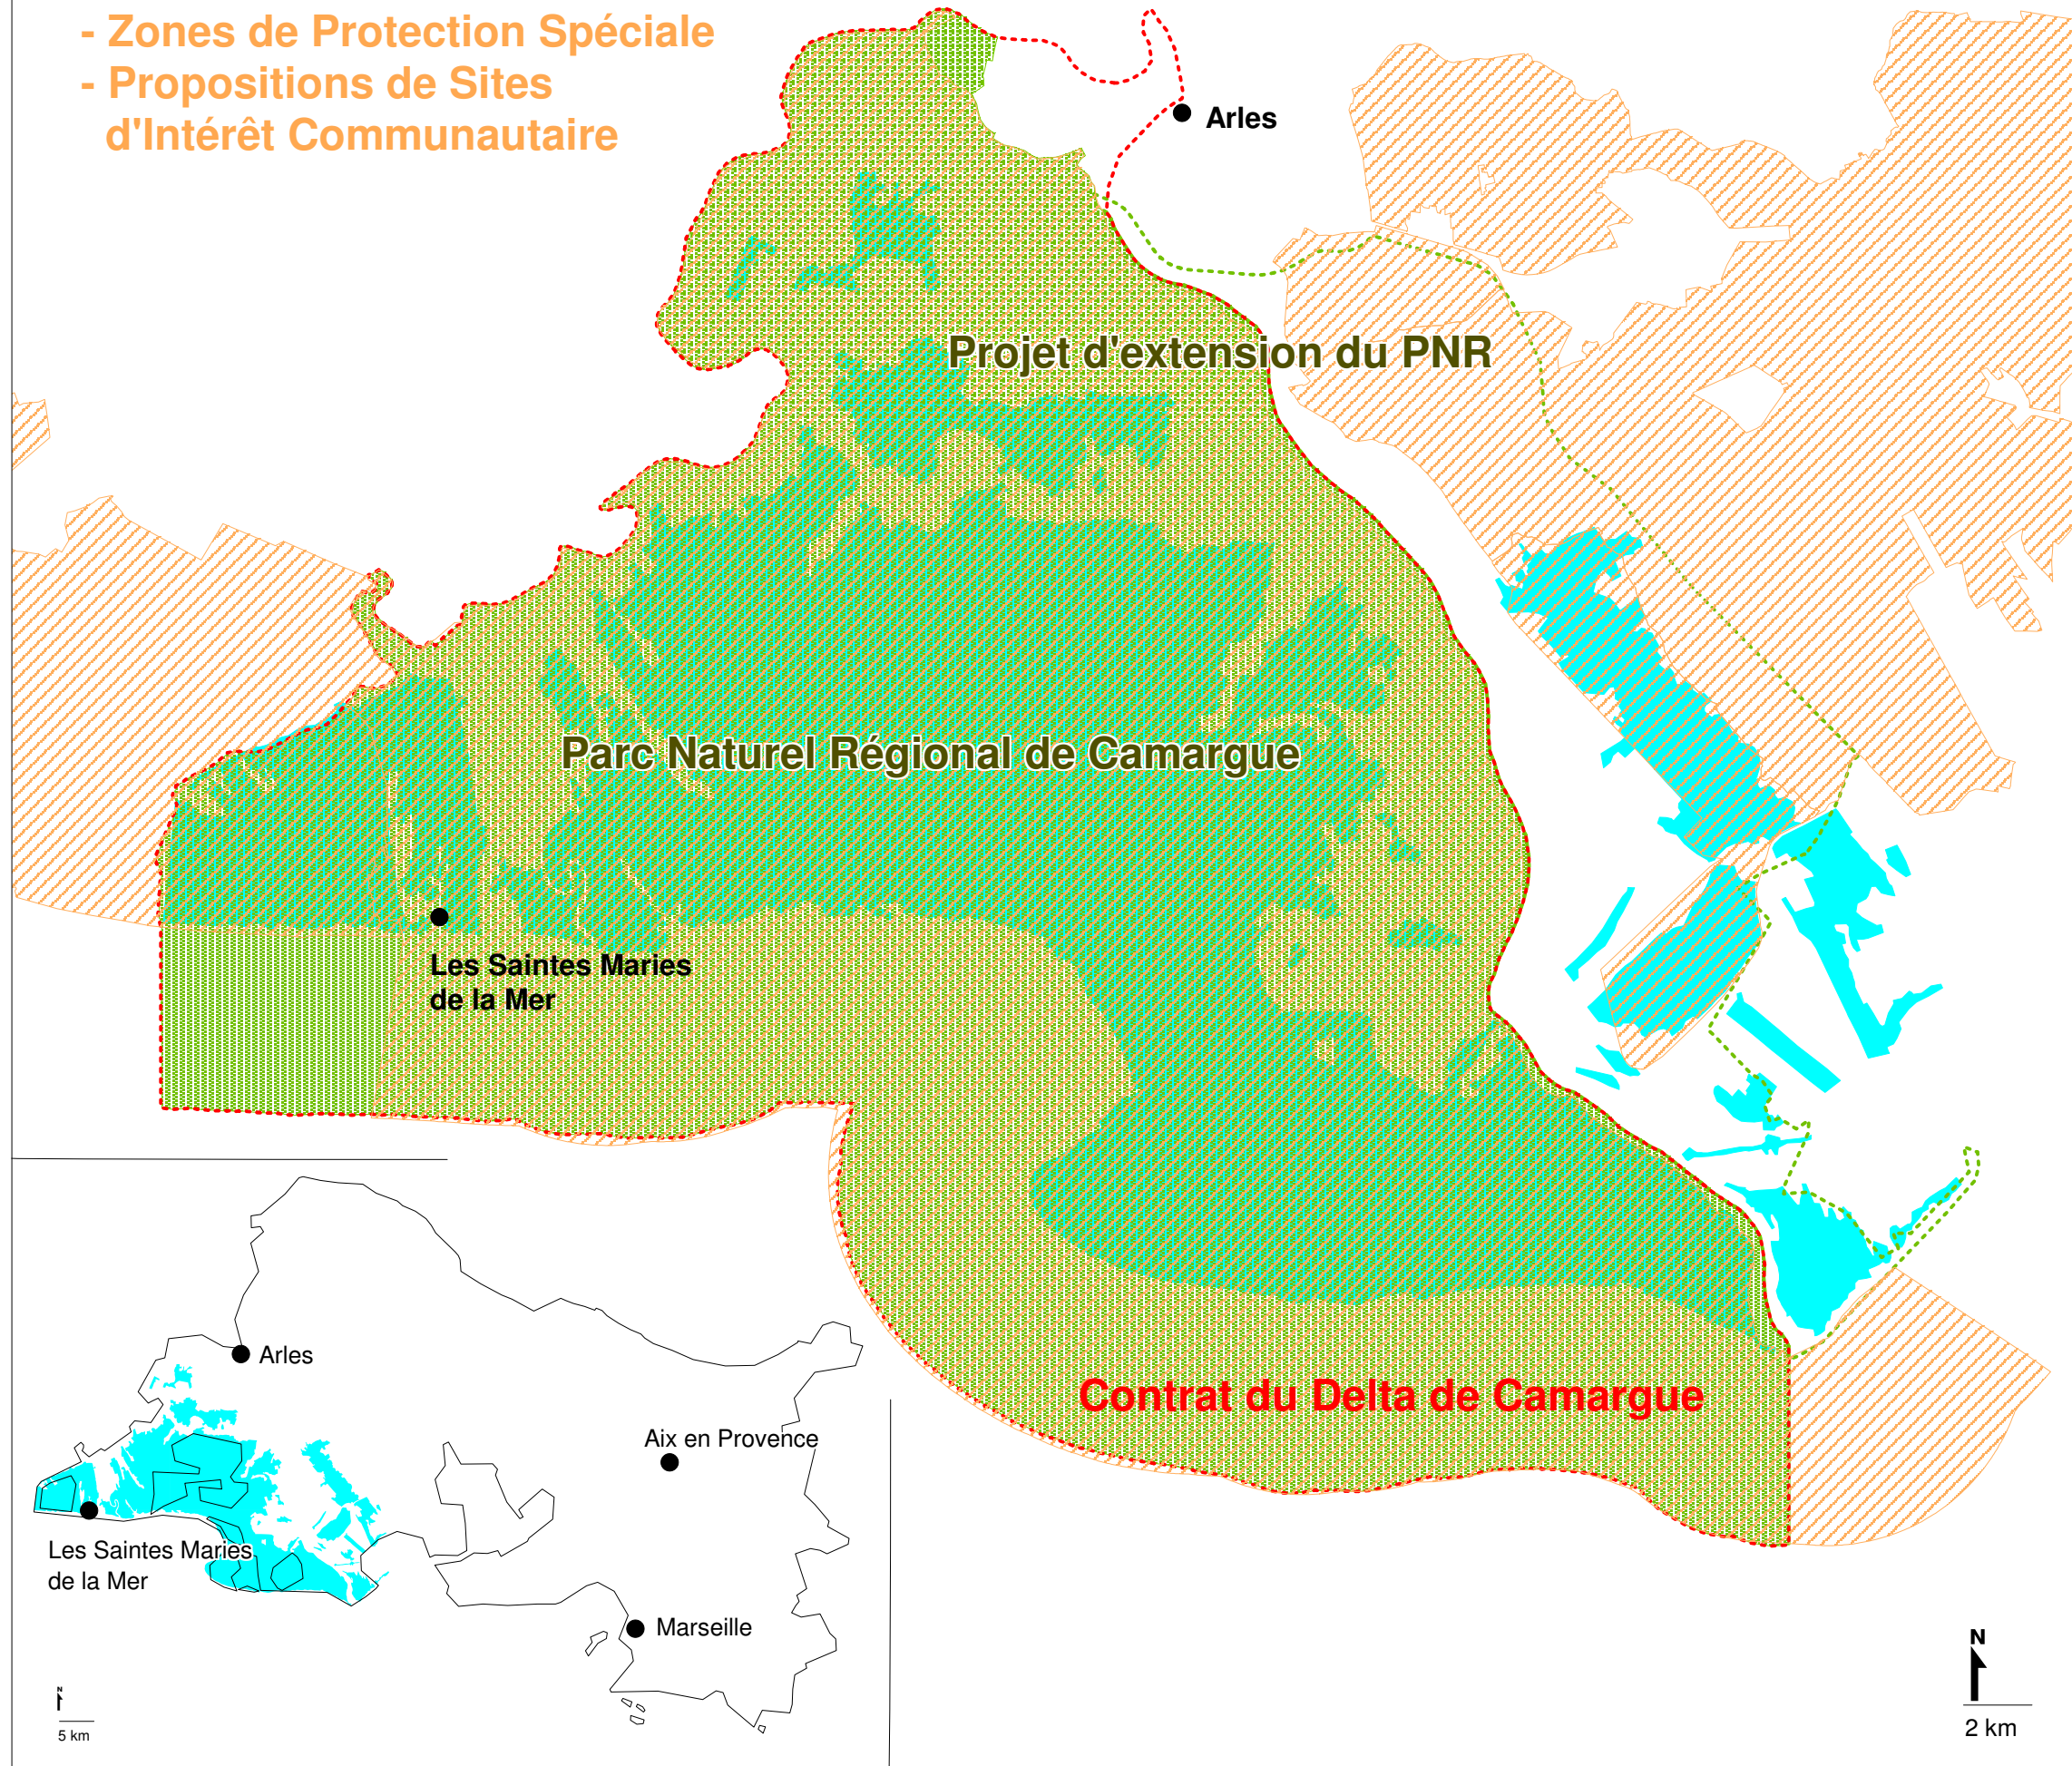 - Zones de Protection Spéciale
- Propositions de Sites
d'Intérêt Communautaire
Arles
Projet d'extension du PNR
Parc Naturel Régional de Camargue
Les Saintes Maries
de la Mer
Contrat du Delta de Camargue
Arles
Aix en Provence
Les Saintes Maries
de la Mer
Marseille
N
5 km
N
2 km